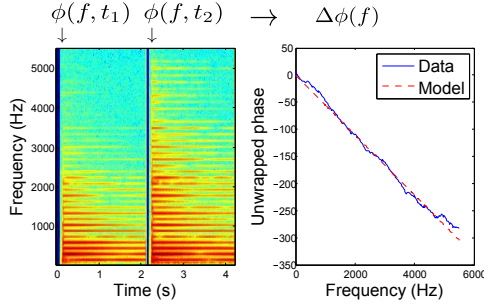 ϕ(f, t₁) ϕ(f, t₂) → Δϕ(f)
↓ ↓
5000
4000
3000
2000
1000
Frequency (Hz)
0 1 2 3 4
Time (s)
50
0
−50
−100
−150
−200
−250
−300
−350
Unwrapped phase
0 2000 4000 6000
Frequency (Hz)
Data
Model